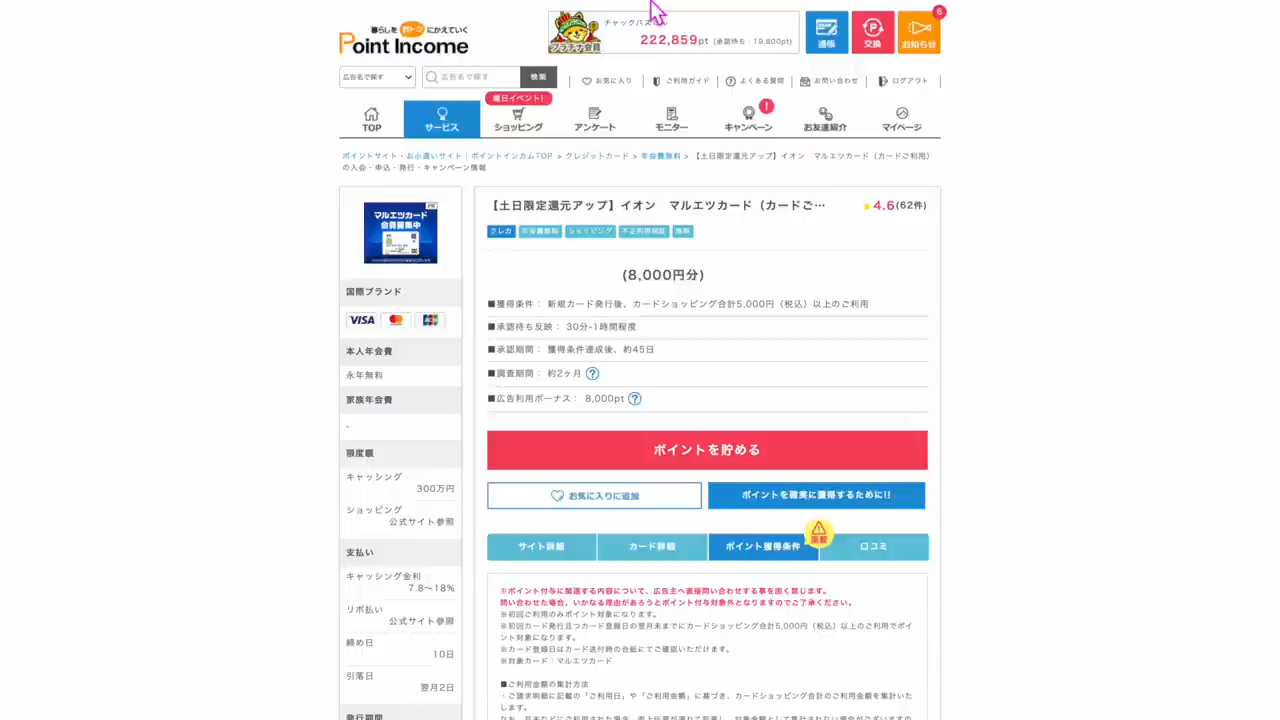 暮らしをおトクにかえていく
Point Income
プラチナ会員
222,859pt (承認待ち・19,800pt)
通帳
交換
お知らせ
6
広告名で探す
広告名で探す
検索
お気に入り
ご利用ガイド
よくある質問
お問い合わせ
ログアウト
曜日イベント!
TOP
サービス
ショッピング
アンケート
モニター
キャンペーン
お友達紹介
マイページ
ポイントサイト・お小遣いサイト|ポイントインカムTOP > クレジットカード > 年会費無料 > 【土日限定還元アップ】イオン マルエツカード（カードご利用）
の入会・申込・発行・キャンペーン情報
PR
マルエツカード
会員募集中
国際ブランド
VISA
JCB
本人年会費
永年無料
家族年会費
-
限度額
キャッシング
300万円
ショッピング
公式サイト参照
支払い
キャッシング金利
7.8～18%
リボ払い
公式サイト参照
締め日
10日
引落日
翌月2日
発行期間
【土日限定還元アップ】イオン マルエツカード（カードご…
4.6(62件)
クレカ 年会費無料 ショッピング 不正利用保証 無料
(8,000円分)
■獲得条件： 新規カード発行後、カードショッピング合計5,000円（税込）以上のご利用
■承認待ち反映： 30分-1時間程度
■承認期間： 獲得条件達成後、約45日
■調査期間： 約2ヶ月 ?
■広告利用ボーナス： 8,000pt ?
ポイントを貯める
お気に入りに追加
ポイントを確実に獲得するために!!
サイト詳細
カード詳細
ポイント獲得条件
重要
口コミ
※ポイント付与に関連する内容について、広告主へ直接問い合わせする事を固く禁じます。
問い合わせた場合、いかなる理由があろうとポイント付与対象外となりますのでご了承ください。
※初回ご利用のみポイント対象になります。
※初回カード発行且つカード登録日の翌月末までにカードショッピング合計5,000円（税込）以上のご利用でポイ
ント対象になります。
※カード登録日はカード送付時の台紙にてご確認いただけます。
※対象カード：マルエツカード
■ご利用金額の集計方法
・ご請求明細に記載の「ご利用日」や「ご利用金額」に基づき、カードショッピング合計のご利用金額を集計いた
します。